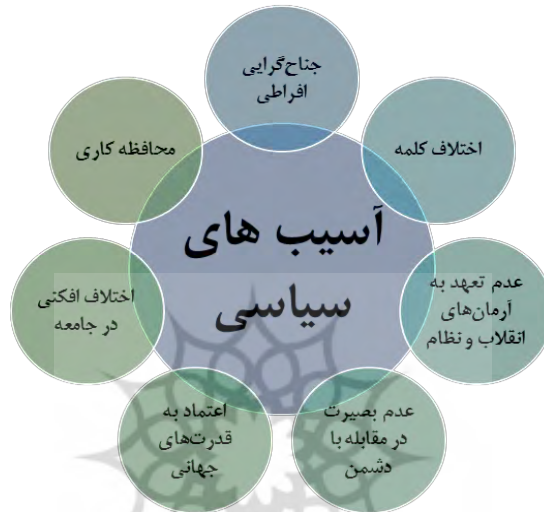 جناح‌گرایی
افراطی
اختلاف کلمه
عدم تعهد به
آرمان‌های
انقلاب و نظام
عدم بصیرت
در مقابله با
دشمن
اعتماد به
قدرت‌های
جهانی
اختلاف افکنی
در جامعه
محافظه کاری
آسیب های
سیاسی